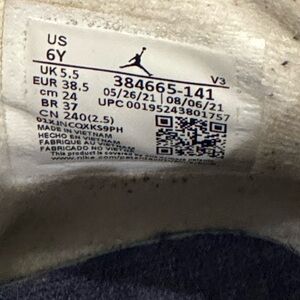 US
6Y
V3
UK 5.5
EUR 38.5
cm 24
BR 37
CN 240(2.5)
384665-141
05/26/21 08/06/21
UPC 00195243801757
MADE IN VIETNAM
HECHO EN VIETNAM
FABRIQUE AU VIETNAM
FABRICADO NO VIETNAM